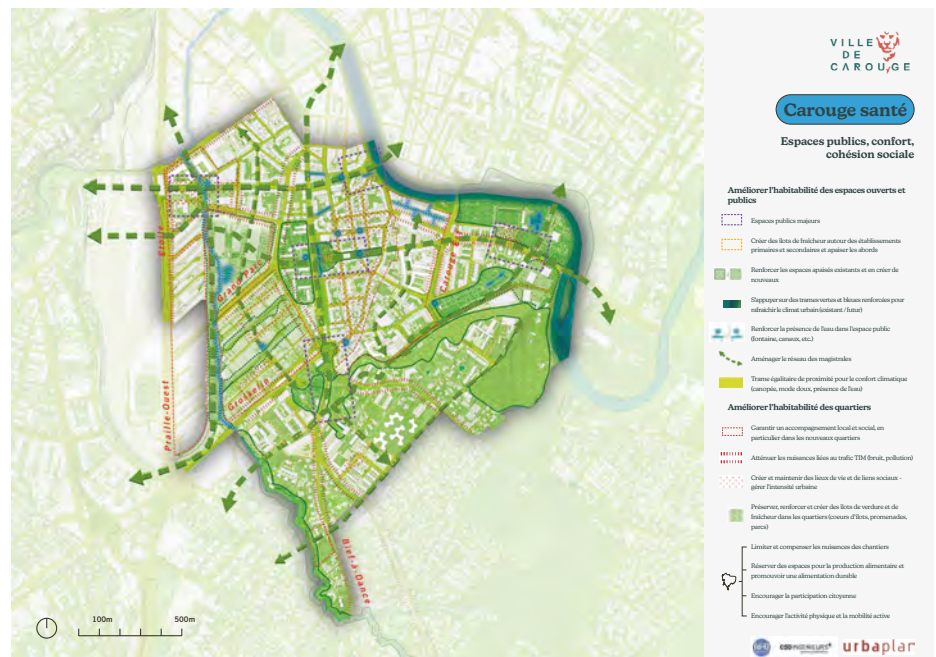 VILLE
DE
CAROUGE
Carouge santé
Espaces publics, confort,
cohésion sociale
Améliorer l'habitabilité des espaces ouverts et
publics
Espaces publics majeurs
Créer des îlots de fraîcheur autour des établissements
primaires et secondaires et apaiser les abords
Renforcer les espaces apaisés existants et en créer de
nouveaux
S'appuyer sur des trames vertes et bleues renforcées pour
rafraîchir le climat urbain (existant / futur)
Renforcer la présence de l'eau dans l'espace public
(fontaine, canaux, etc.)
Aménager le réseau des magistrales
Trame égalitaire de proximité pour le confort climatique
(canopée, mode doux, présence de l'eau)
Améliorer l'habitabilité des quartiers
Garantir un accompagnement local et social, en
particulier dans les nouveaux quartiers
Atténuer les nuisances liées au trafic TIM (bruit, pollution)
Créer et maintenir des lieux de vie et de liens sociaux -
gérer l'intensité urbaine
Préserver, renforcer et créer des îlots de verdure et de
fraîcheur dans les quartiers (coeurs d'îlots, promenades,
parcs)
Limiter et compenser les nuisances des chantiers
Réserver des espaces pour la production alimentaire et
promouvoir une alimentation durable
Encourager la participation citoyenne
Encourager l'activité physique et la mobilité active
Etoile
Grand Parc
Carouge Est
Grosselin
Praille-Ouest
Bief-à-Dance
100m
500m
CSD INGENIEURS
urbaplan